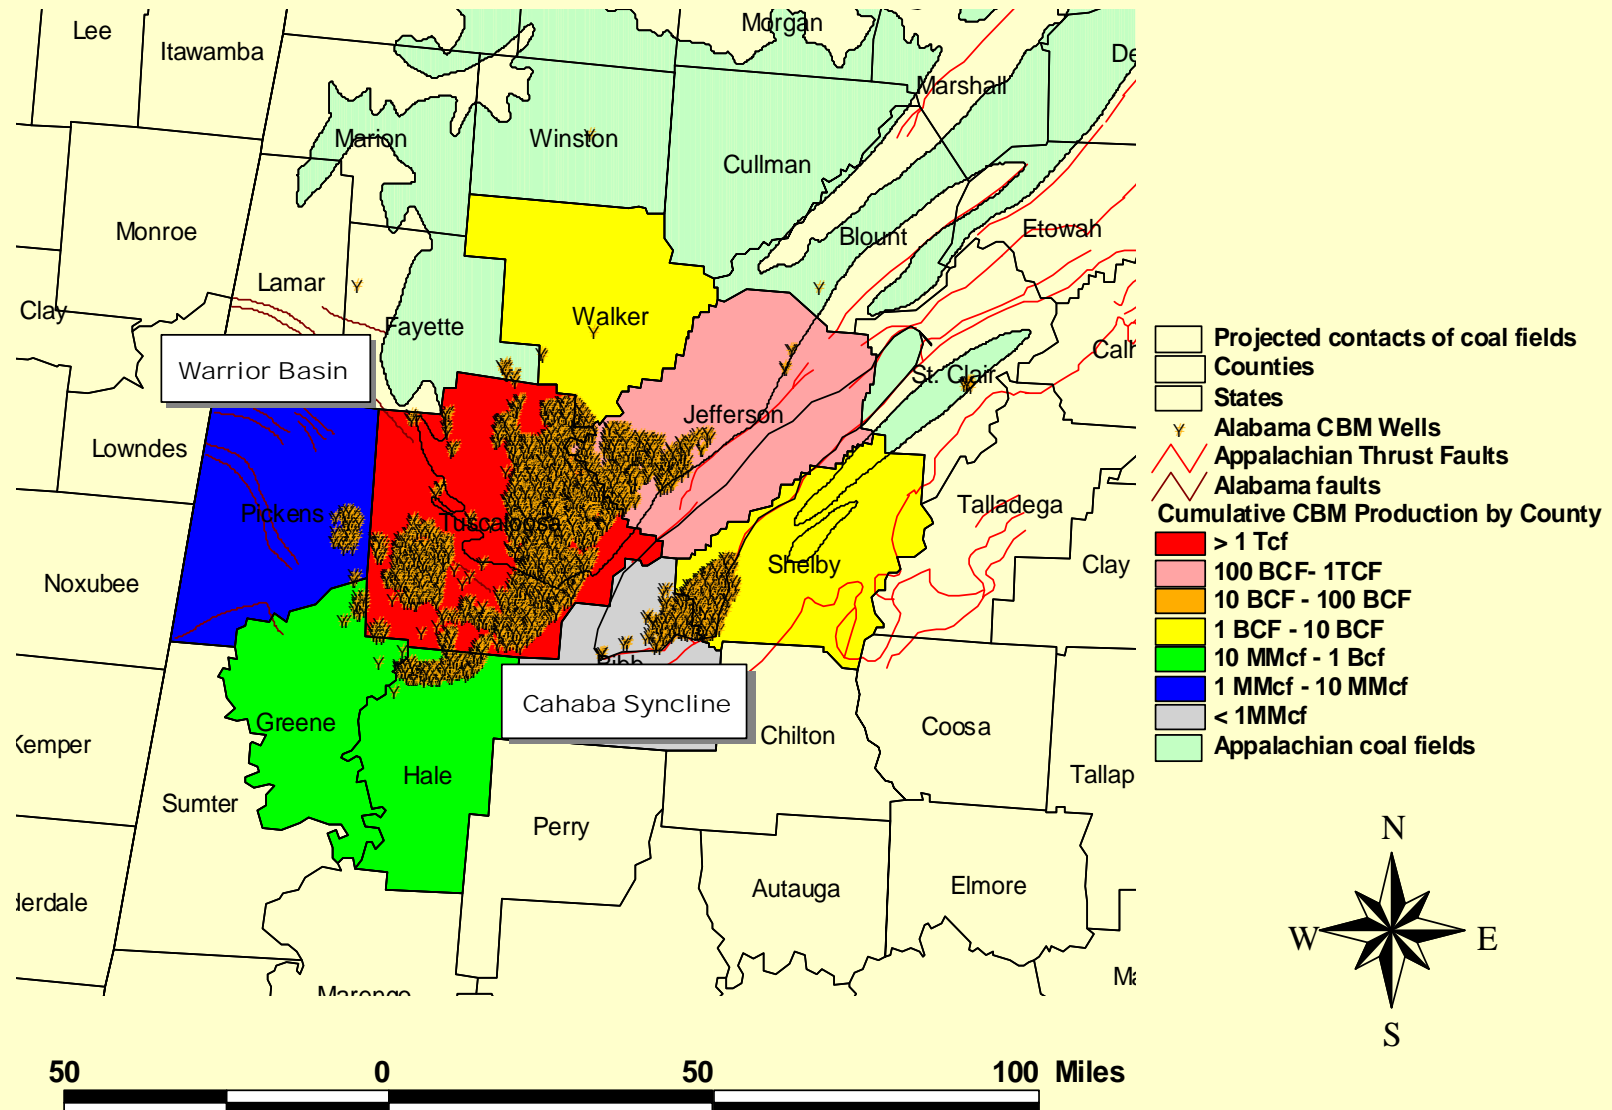 Lee
Itawamba
Morgan
De
Marshall
Marion
Winston
Cullman
Monroe
Blount
Etowah
Lamar
Clay
Fayette
Walker
Warrior Basin
St. Clair
Jefferson
Lowndes
Talladega
Pickens
Tuscaloosa
Noxubee
Shelby
Clay
Bibb
Cahaba Syncline
Kemper
Greene
Chilton
Coosa
Hale
Tallap
Sumter
Perry
derdale
Autauga
Elmore
Marengo
Ma
Projected contacts of coal fields
Counties
States
Alabama CBM Wells
Appalachian Thrust Faults
Alabama faults
Cumulative CBM Production by County
> 1 Tcf
100 BCF- 1TCF
10 BCF - 100 BCF
1 BCF - 10 BCF
10 MMcf - 1 Bcf
1 MMcf - 10 MMcf
< 1MMcf
Appalachian coal fields
N
W E
S
50 0 50 100 Miles